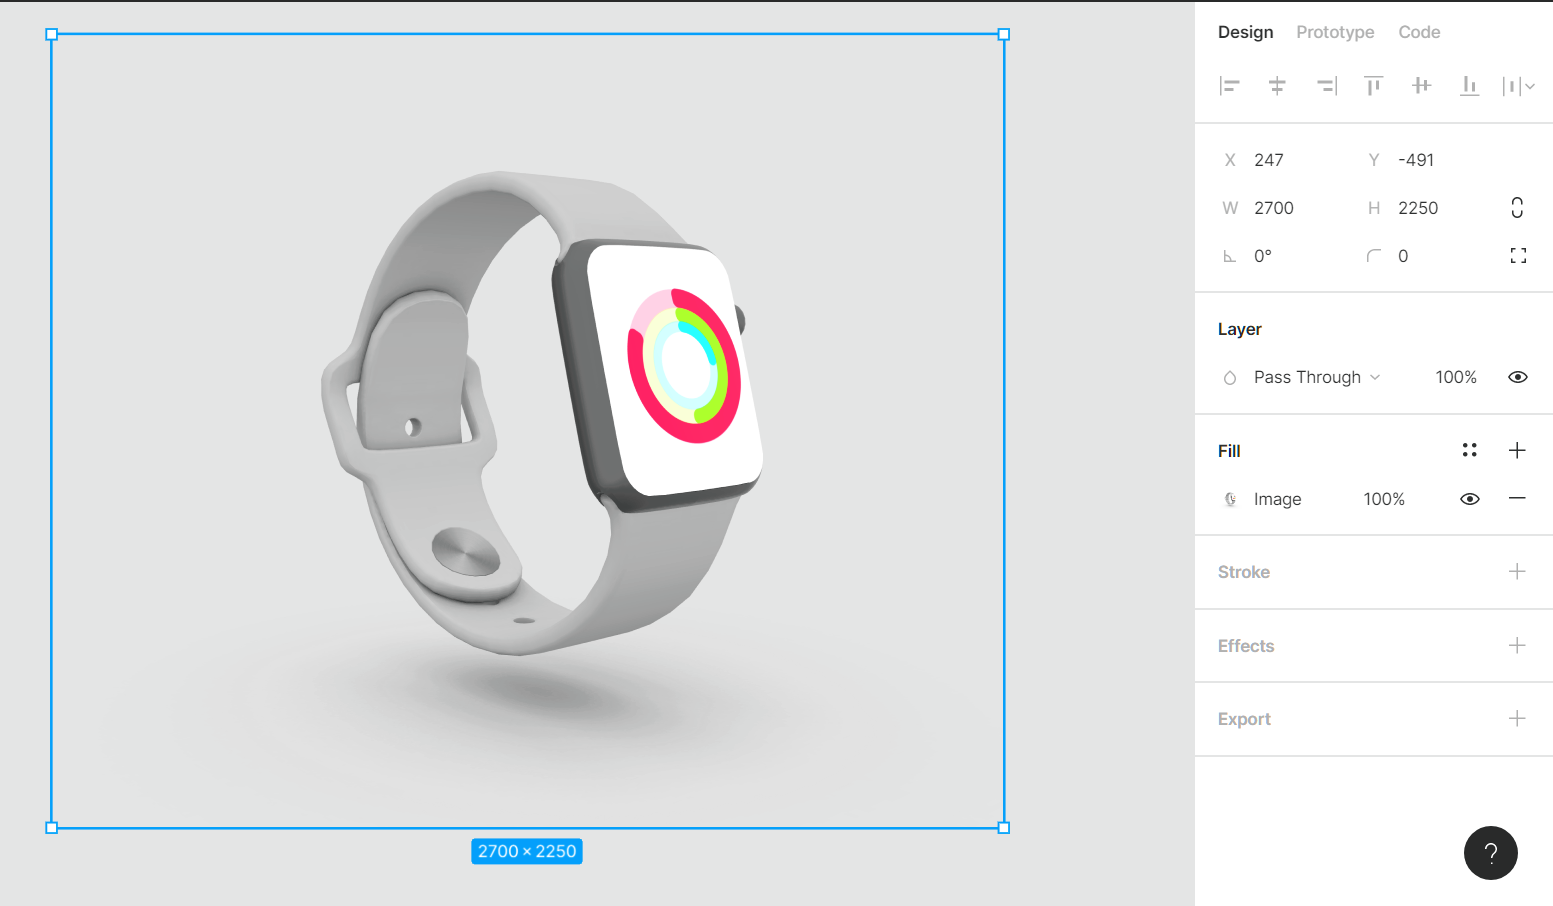 Design Prototype Code
X 247 Y -491
W 2700 H 2250
0° 0
Layer
Pass Through 100%
Fill
Image 100%
Stroke
Effects
Export
2700 × 2250
?